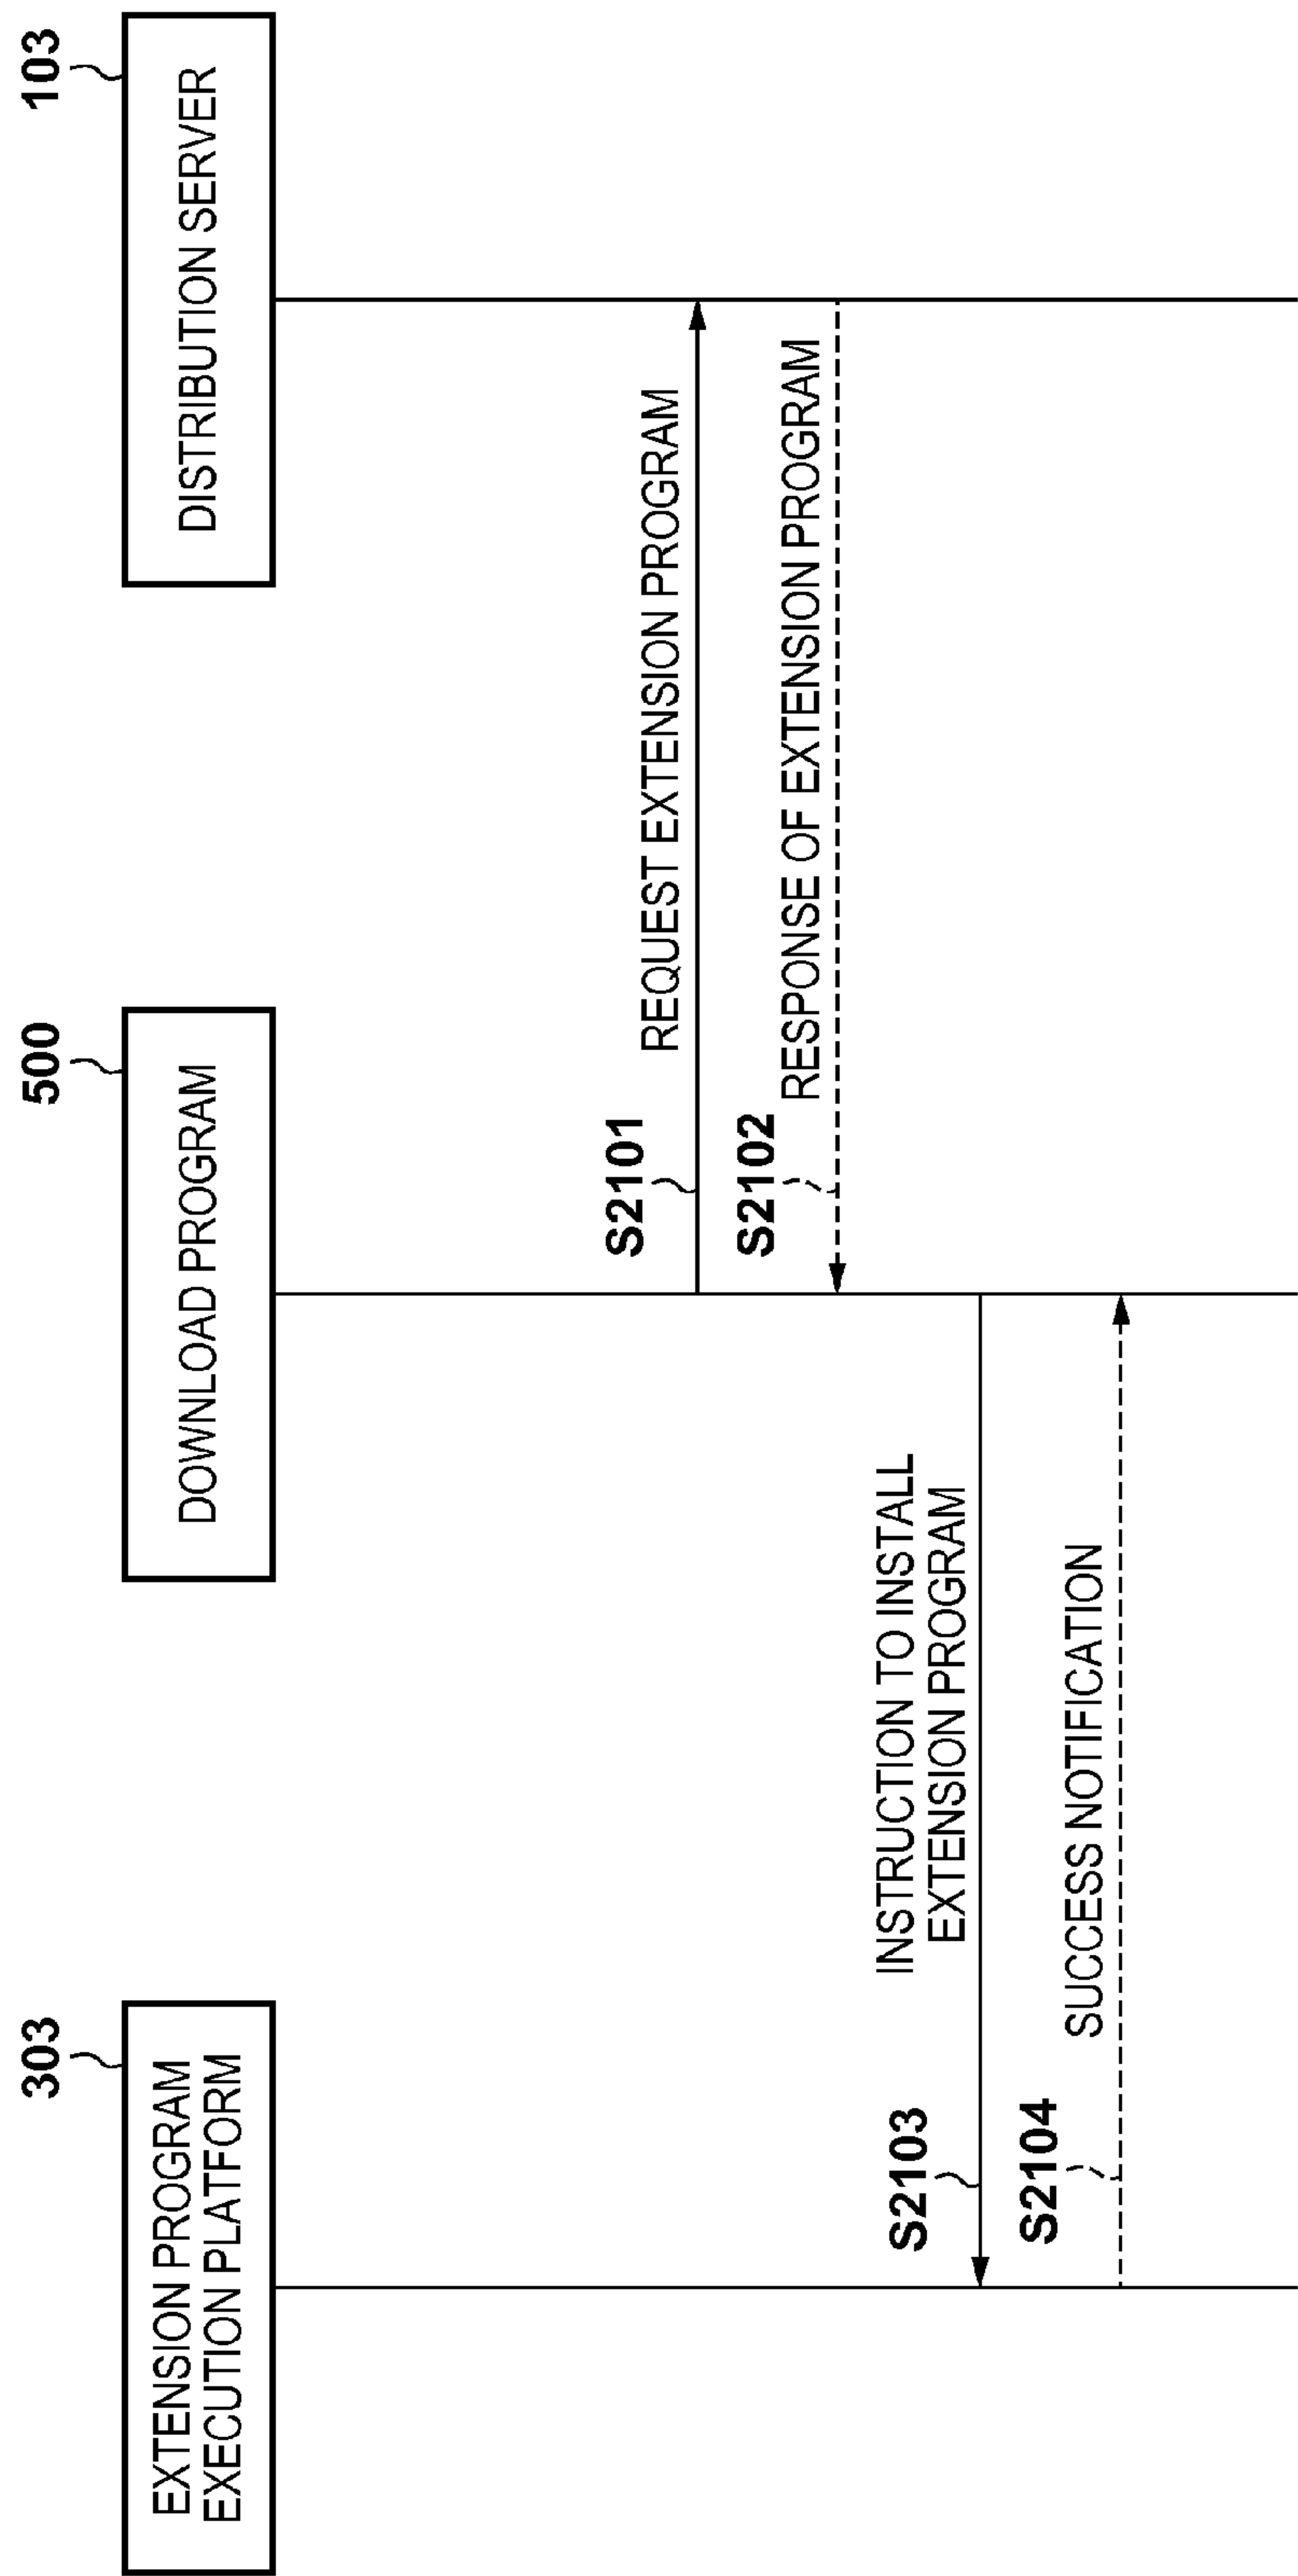 303
EXTENSION PROGRAM
EXECUTION PLATFORM
500
DOWNLOAD PROGRAM
103
DISTRIBUTION SERVER
S2101
REQUEST EXTENSION PROGRAM
S2102
RESPONSE OF EXTENSION PROGRAM
INSTRUCTION TO INSTALL
EXTENSION PROGRAM
S2103
SUCCESS NOTIFICATION
S2104